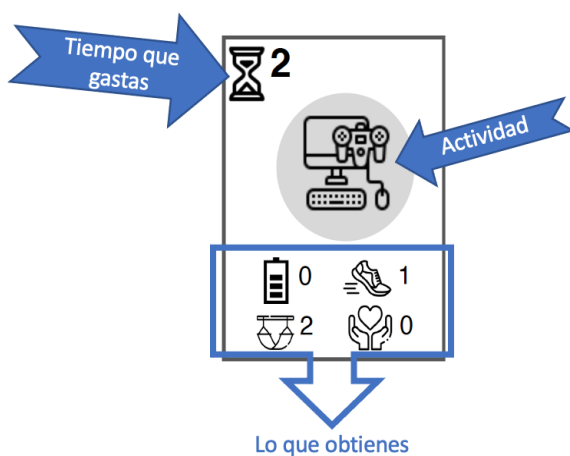 Tiempo que
gastas
2
Actividad
0
1
2
0
Lo que obtienes